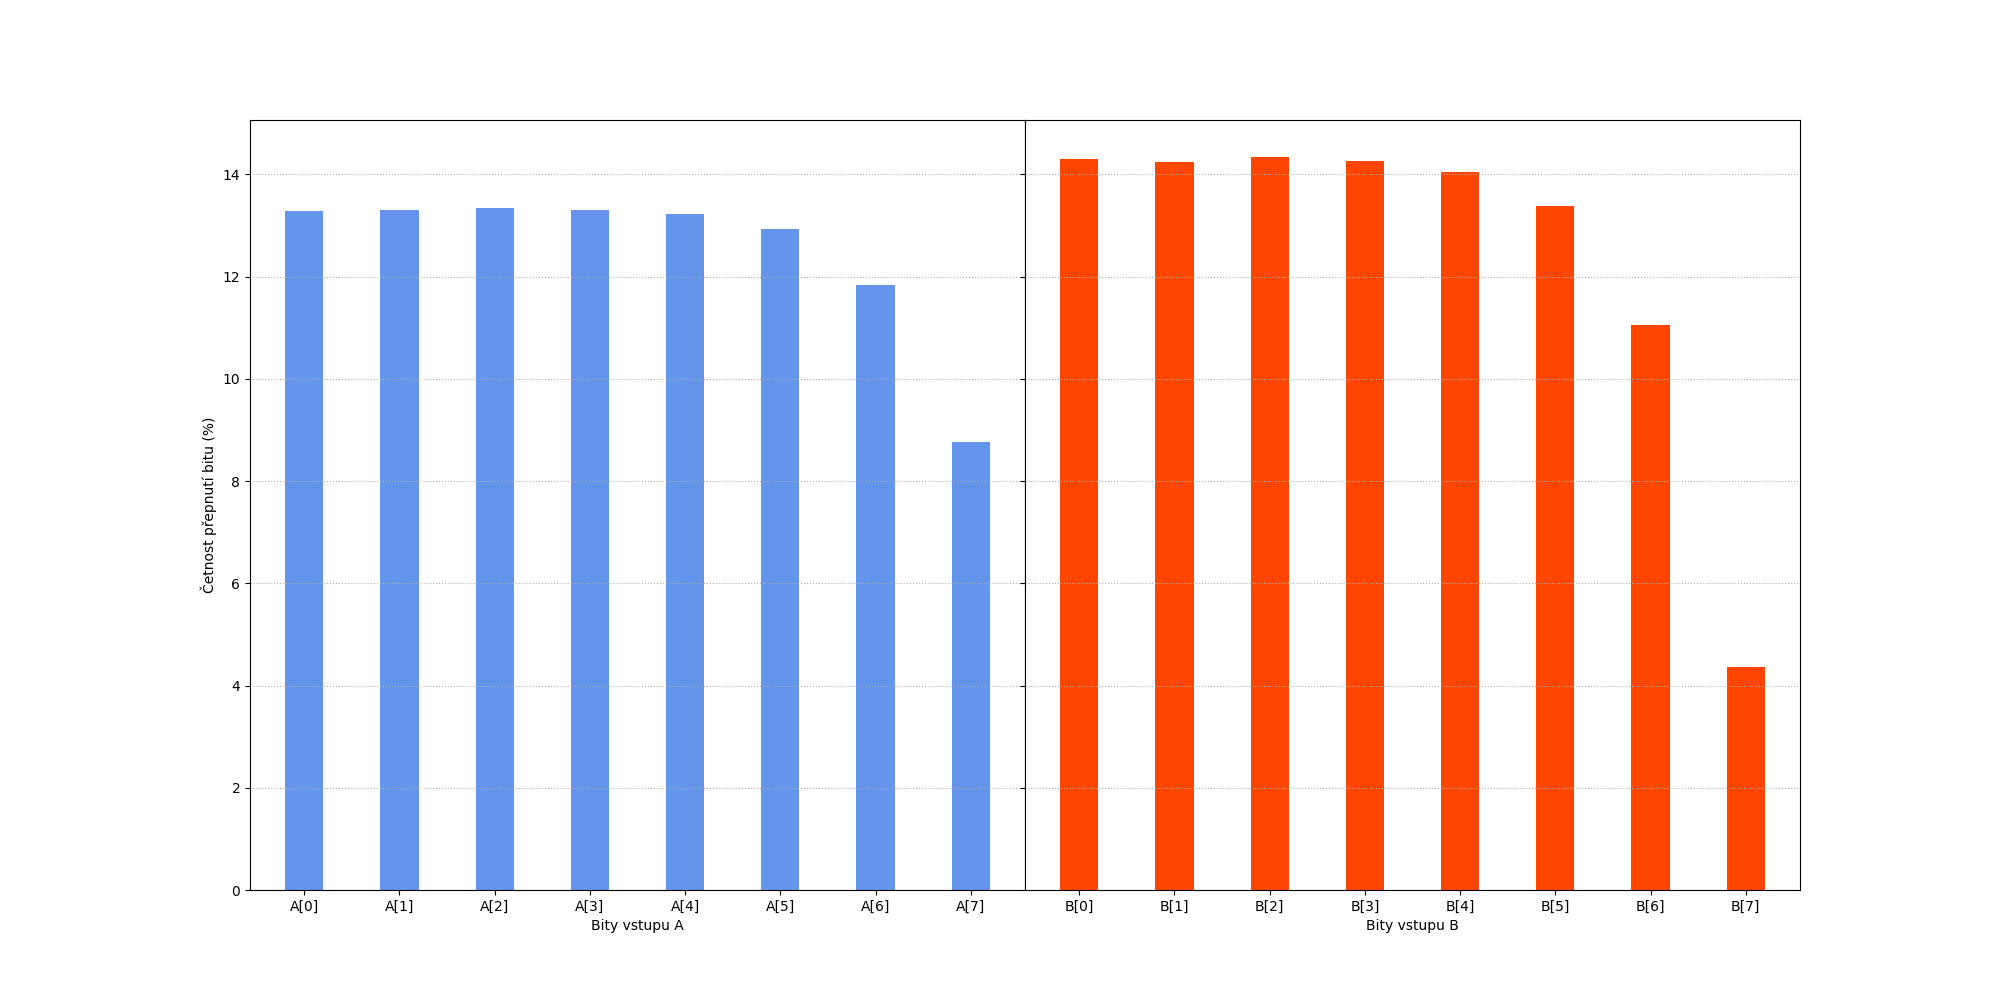 Četnost přepnutí bitu (%)
14
12
10
8
6
4
2
0
A[0] A[1] A[2] A[3] A[4] A[5] A[6] A[7]
Bity vstupu A
B[0] B[1] B[2] B[3] B[4] B[5] B[6] B[7]
Bity vstupu B